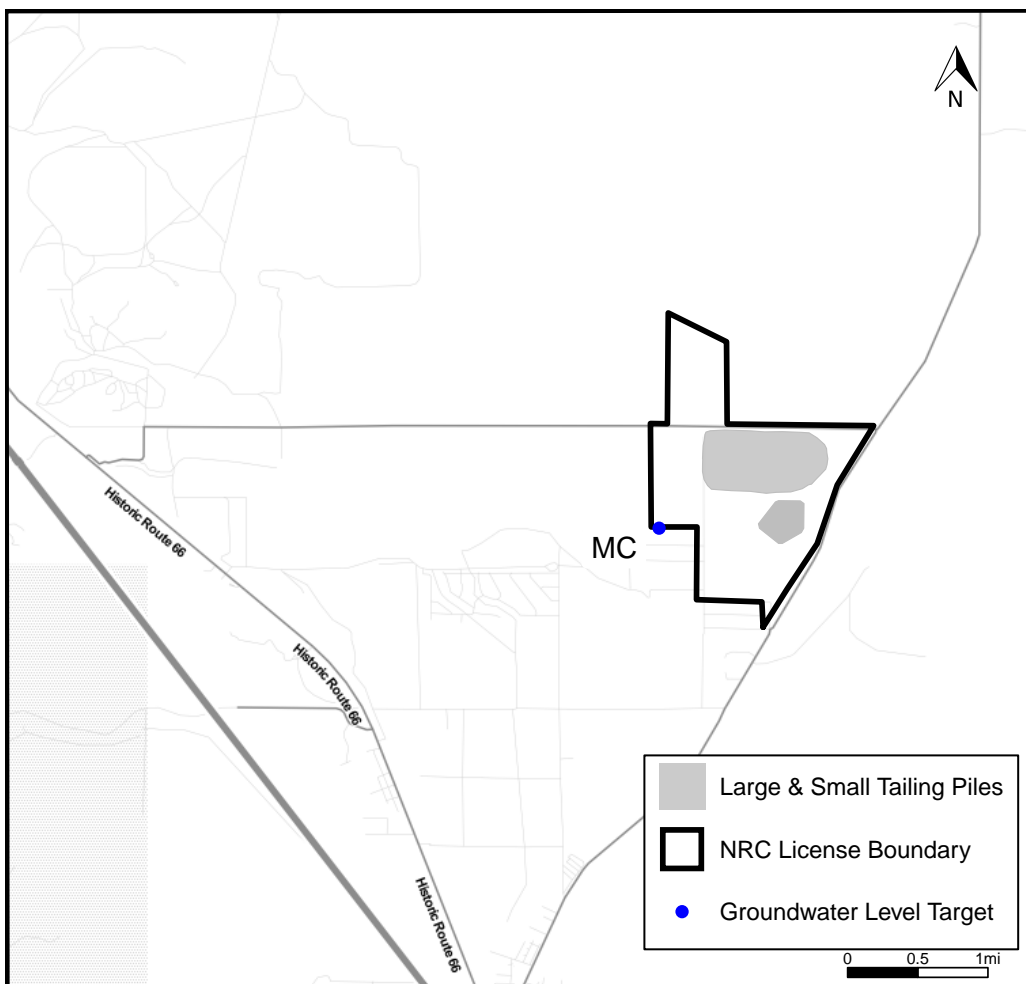 N
Historic Route 66
MC
Historic Route 66
Historic Route 66
Large & Small Tailing Piles
NRC License Boundary
Groundwater Level Target
0 0.5 1mi